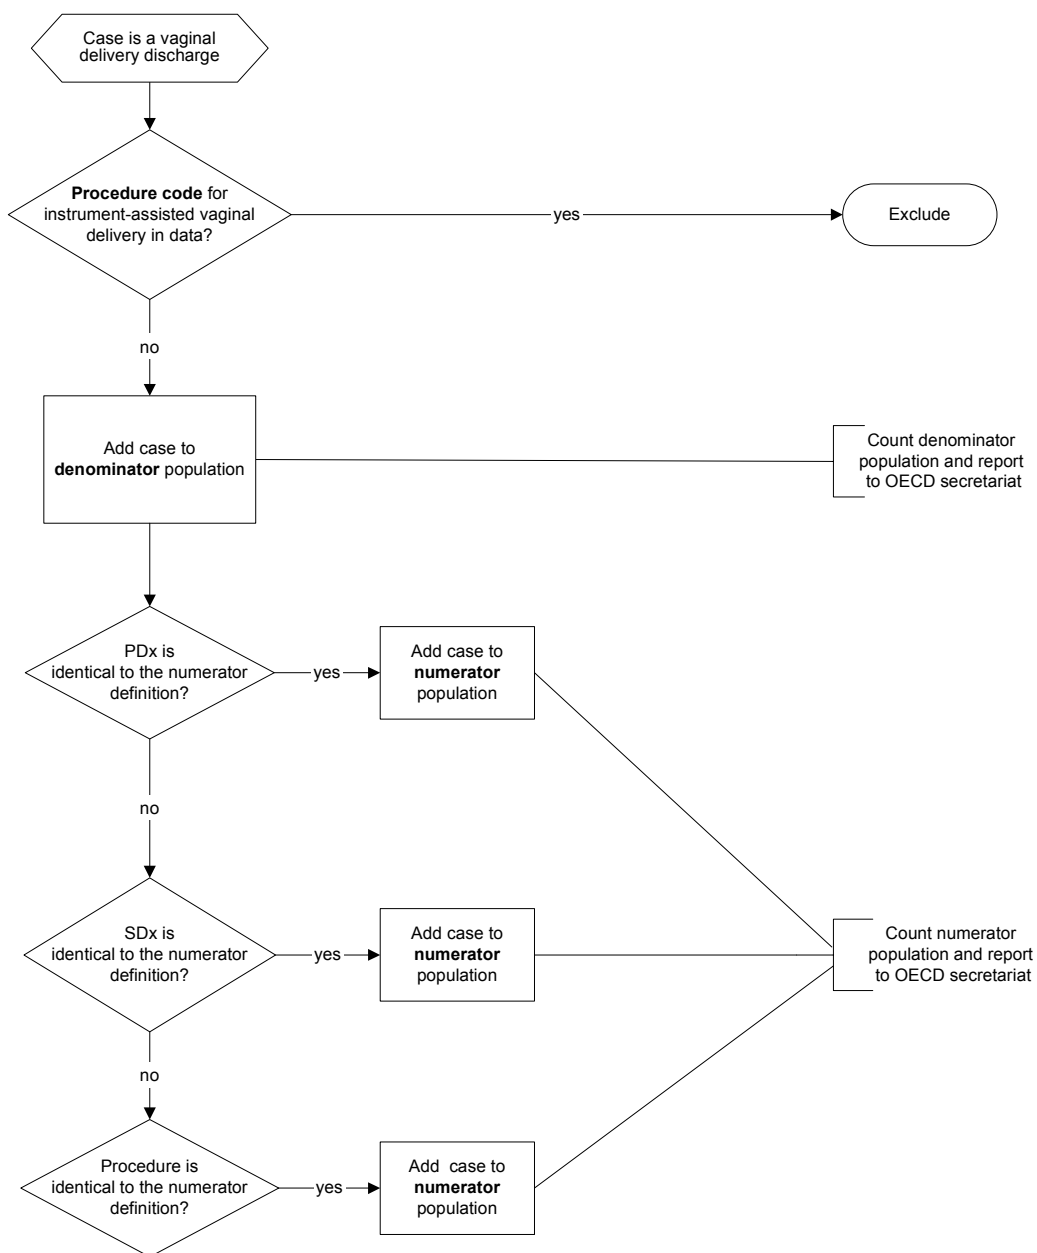 Case is a vaginal
delivery discharge
Procedure code for
instrument-assisted vaginal
delivery in data?
yes
Exclude
no
Add case to
denominator population
Count denominator
population and report
to OECD secretariat
PDx is
identical to the numerator
definition?
yes
Add case to
numerator
population
no
SDx is
identical to the numerator
definition?
yes
Add case to
numerator
population
Count numerator
population and report
to OECD secretariat
no
Procedure is
identical to the numerator
definition?
yes
Add case to
numerator
population